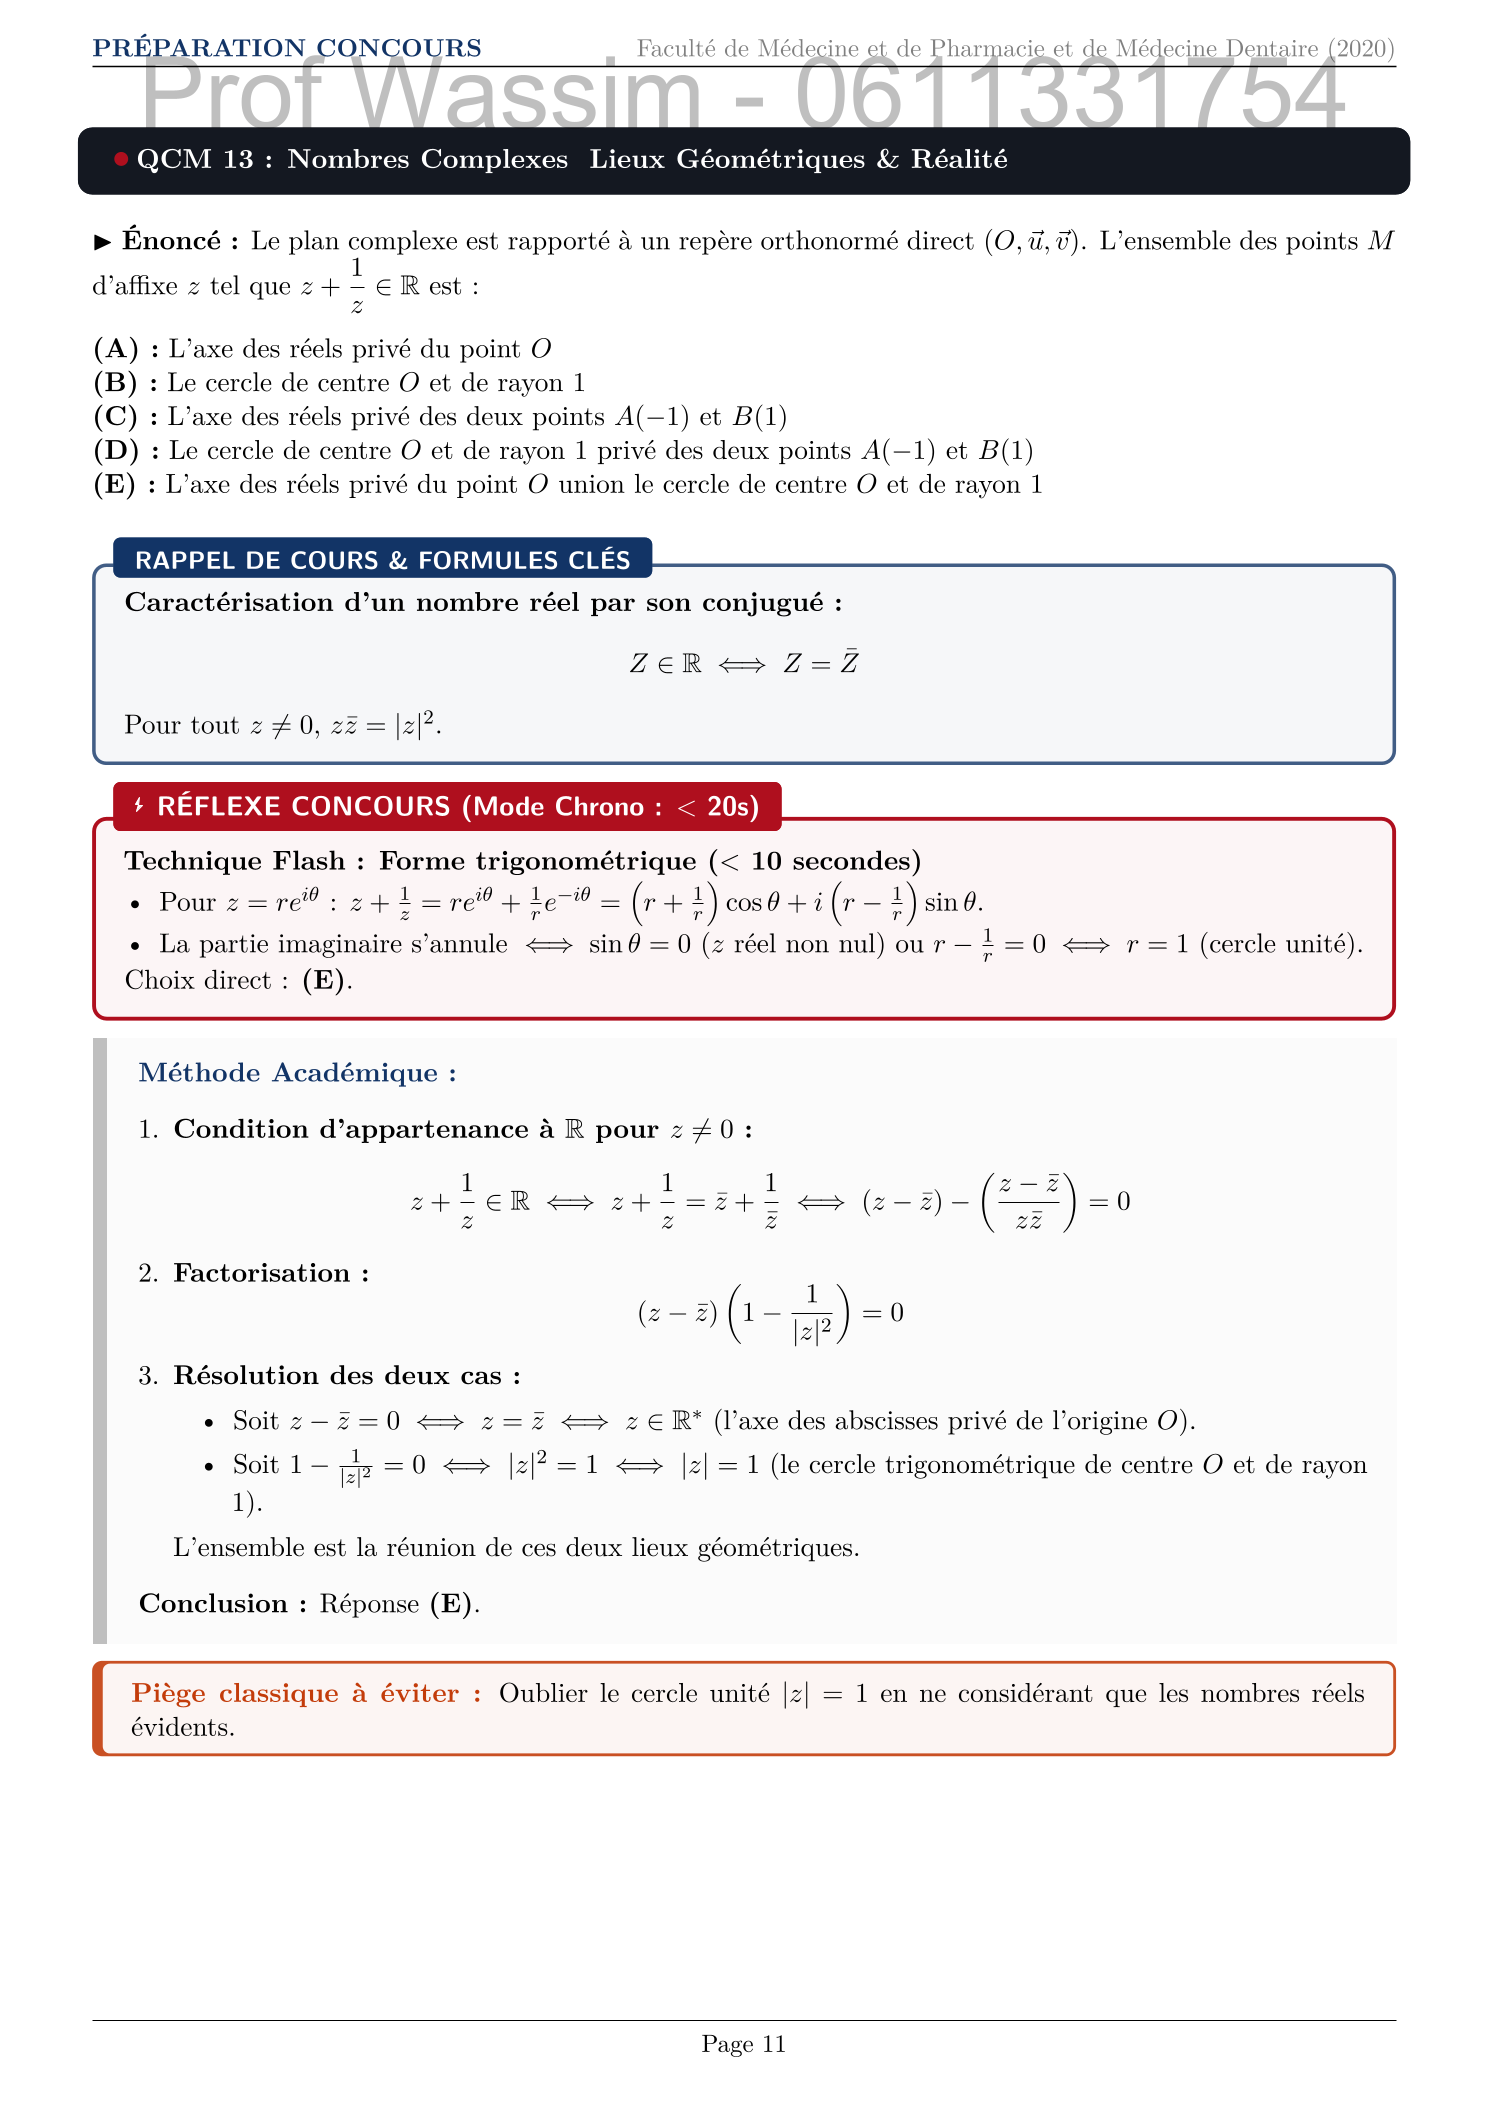 PRÉPARATION CONCOURS Faculté de Médecine et de Pharmacie et de Médecine Dentaire (2020)
Prof Wassim - 0611331754
QCM 13 : Nombres Complexes Lieux Géométriques & Réalité
▶ Énoncé : Le plan complexe est rapporté à un repère orthonormé direct (O, u⃗, v⃗). L'ensemble des points M
d'affixe z tel que z + 1/z ∈ ℝ est :
(A) : L'axe des réels privé du point O
(B) : Le cercle de centre O et de rayon 1
(C) : L'axe des réels privé des deux points A(−1) et B(1)
(D) : Le cercle de centre O et de rayon 1 privé des deux points A(−1) et B(1)
(E) : L'axe des réels privé du point O union le cercle de centre O et de rayon 1
RAPPEL DE COURS & FORMULES CLÉS
Caractérisation d'un nombre réel par son conjugué :
Z ∈ ℝ ⟺ Z = Z̄
Pour tout z ≠ 0, zz̄ = |z|².
RÉFLEXE CONCOURS (Mode Chrono : < 20s)
Technique Flash : Forme trigonométrique (< 10 secondes)
• Pour z = re^{iθ} : z + 1/z = re^{iθ} + 1/r e^{−iθ} = (r + 1/r) cos θ + i (r − 1/r) sin θ.
• La partie imaginaire s'annule ⟺ sin θ = 0 (z réel non nul) ou r − 1/r = 0 ⟺ r = 1 (cercle unité).
Choix direct : (E).
Méthode Académique :
1. Condition d'appartenance à ℝ pour z ≠ 0 :
z + 1/z ∈ ℝ ⟺ z + 1/z = z̄ + 1/z̄ ⟺ (z − z̄) − ((z − z̄)/(zz̄)) = 0
2. Factorisation :
(z − z̄) (1 − 1/|z|²) = 0
3. Résolution des deux cas :
• Soit z − z̄ = 0 ⟺ z = z̄ ⟺ z ∈ ℝ* (l'axe des abscisses privé de l'origine O).
• Soit 1 − 1/|z|² = 0 ⟺ |z|² = 1 ⟺ |z| = 1 (le cercle trigonométrique de centre O et de rayon
1).
L'ensemble est la réunion de ces deux lieux géométriques.
Conclusion : Réponse (E).
Piège classique à éviter : Oublier le cercle unité |z| = 1 en ne considérant que les nombres réels
évidents.
Page 11